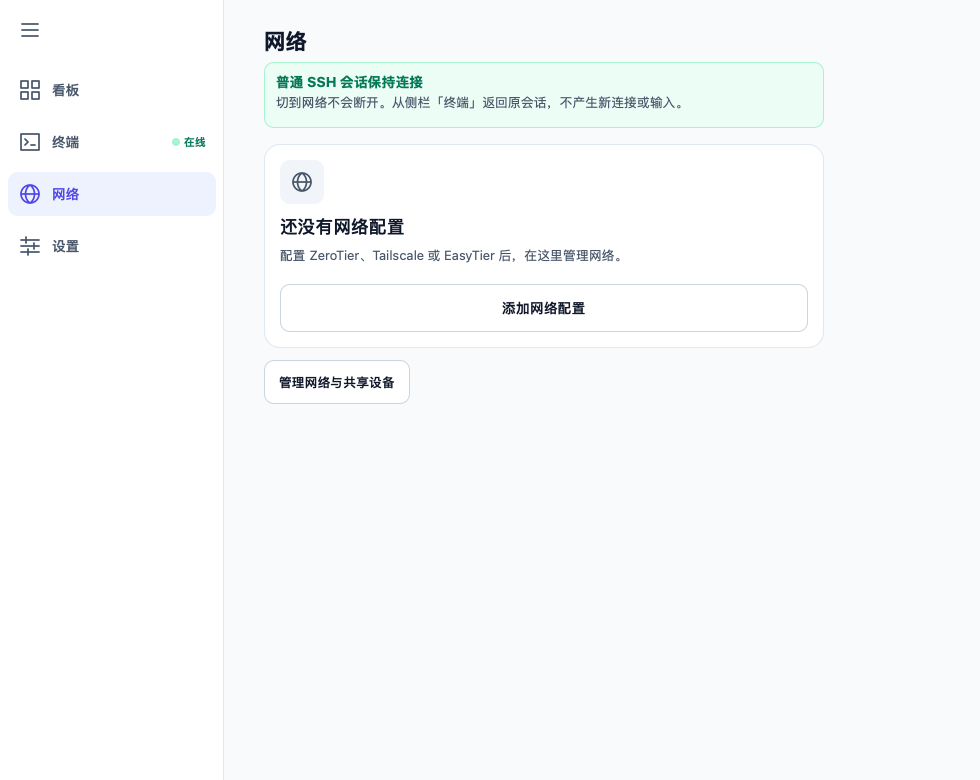 网络
普通 SSH 会话保持连接
切到网络不会断开。从侧栏「终端」返回原会话，不产生新连接或输入。
看板
终端
在线
网络
设置
还没有网络配置
配置 ZeroTier、Tailscale 或 EasyTier 后，在这里管理网络。
添加网络配置
管理网络与共享设备